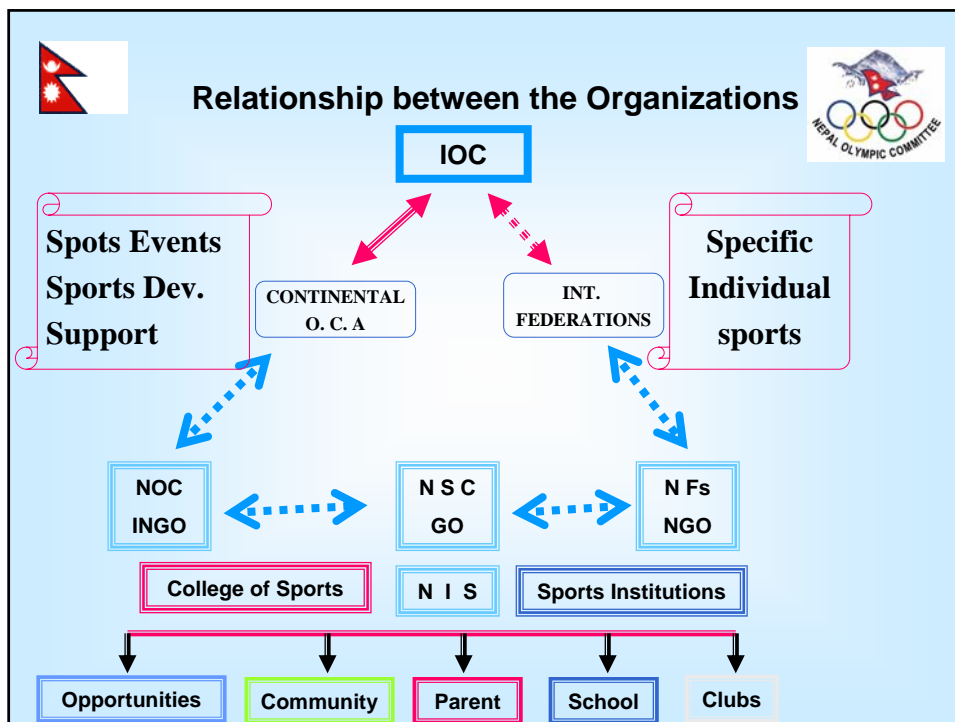 Relationship between the Organizations
NEPAL OLYMPIC COMMITTEE
IOC
Spots Events
Sports Dev.
Support
CONTINENTAL
O. C. A
INT.
FEDERATIONS
Specific
Individual
sports
NOC
INGO
N S C
GO
N Fs
NGO
College of Sports
N I S
Sports Institutions
Opportunities
Community
Parent
School
Clubs